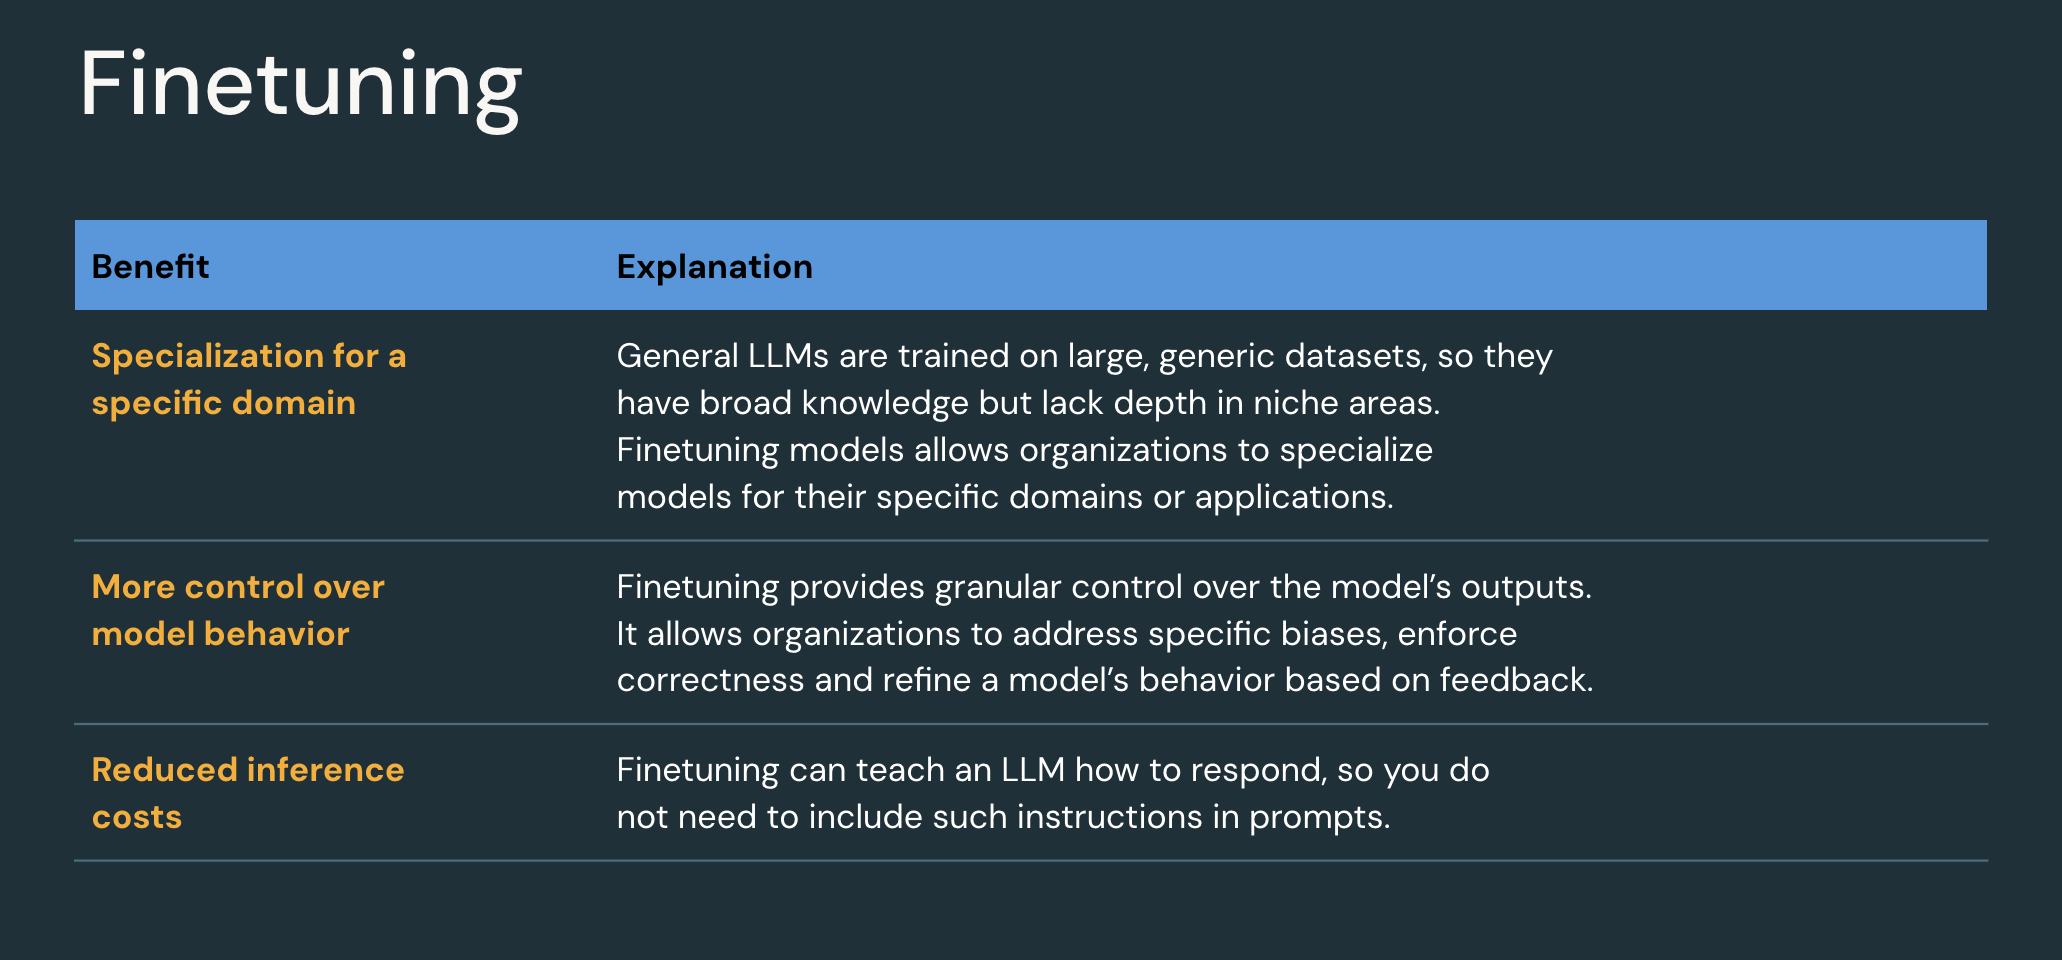 Finetuning
Benefit
Explanation
Specialization for a
specific domain
General LLMs are trained on large, generic datasets, so they
have broad knowledge but lack depth in niche areas.
Finetuning models allows organizations to specialize
models for their specific domains or applications.
More control over
model behavior
Finetuning provides granular control over the model’s outputs.
It allows organizations to address specific biases, enforce
correctness and refine a model’s behavior based on feedback.
Reduced inference
costs
Finetuning can teach an LLM how to respond, so you do
not need to include such instructions in prompts.